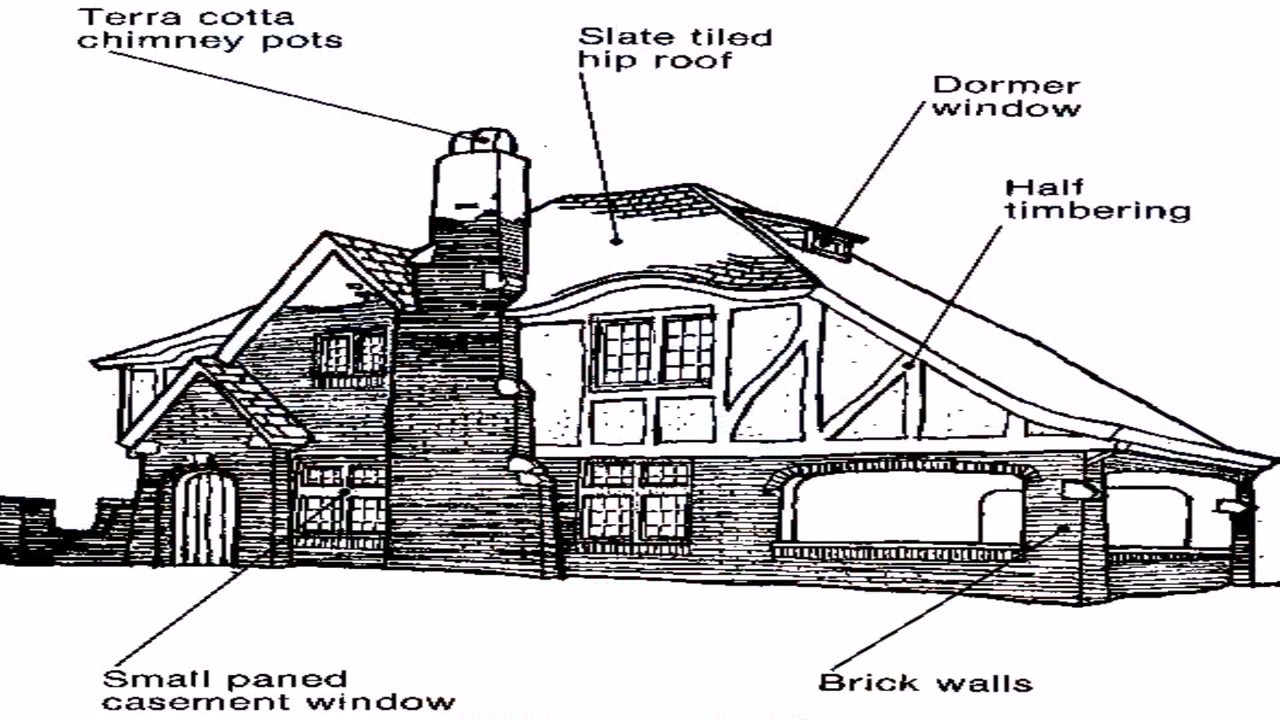 Terra cotta
chimney pots
Slate tiled
hip roof
Dormer
window
Half
timbering
Small paned
casement window
Brick walls